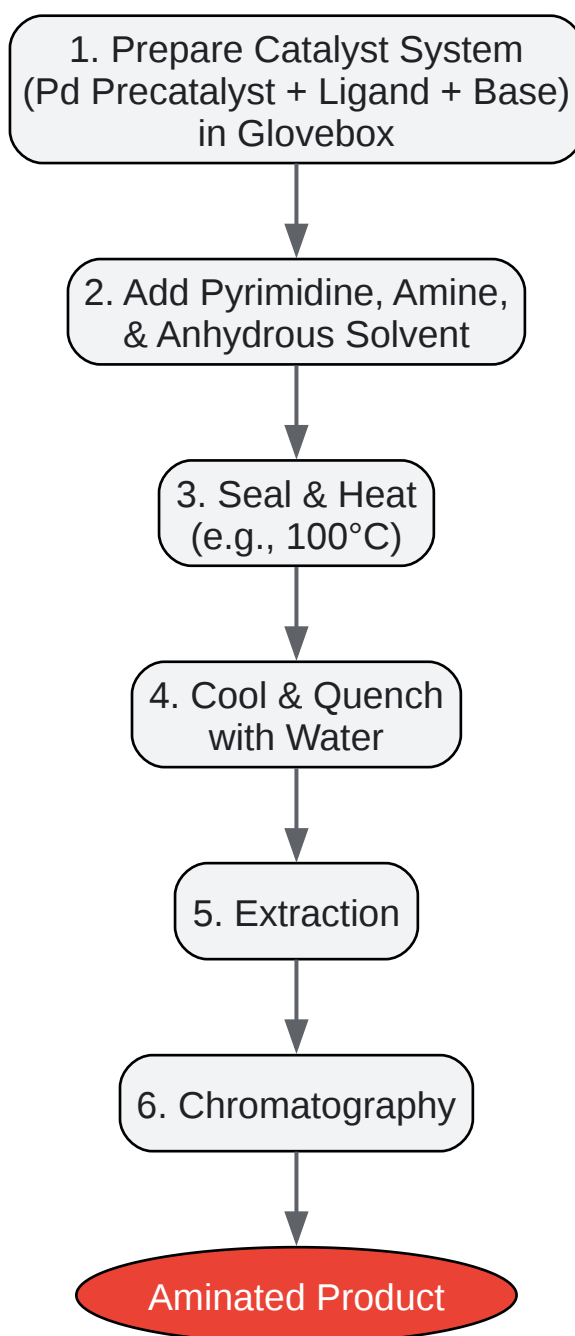 1. Prepare Catalyst System
(Pd Precatalyst + Ligand + Base)
in Glovebox
2. Add Pyrimidine, Amine,
& Anhydrous Solvent
3. Seal & Heat
(e.g., 100°C)
4. Cool & Quench
with Water
5. Extraction
6. Chromatography
Aminated Product